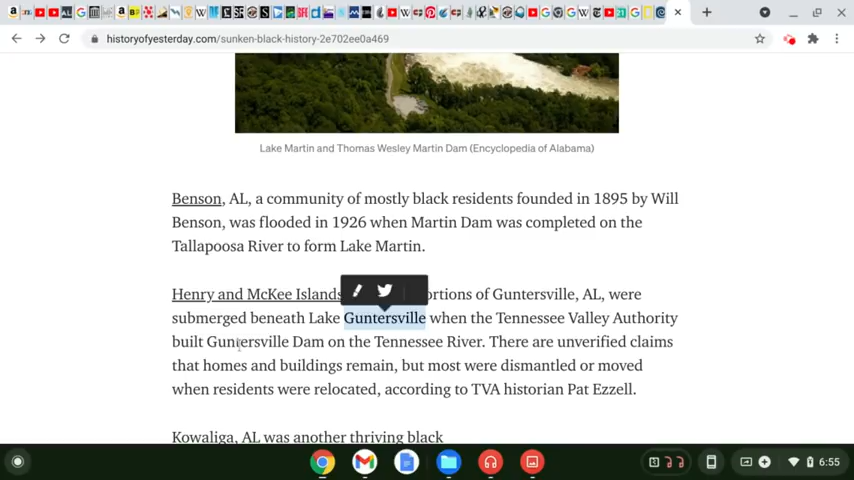 historyofyesterday.com/sunken-black-history-2e702ee0a469
Lake Martin and Thomas Wesley Martin Dam (Encyclopedia of Alabama)
Benson, AL, a community of mostly black residents founded in 1895 by Will
Benson, was flooded in 1926 when Martin Dam was completed on the
Tallapoosa River to form Lake Martin.
Henry and McKee Islands portions of Guntersville, AL, were
submerged beneath Lake Guntersville when the Tennessee Valley Authority
built Guntersville Dam on the Tennessee River. There are unverified claims
that homes and buildings remain, but most were dismantled or moved
when residents were relocated, according to TVA historian Pat Ezzell.
Kowaliga, AL was another thriving black
6:55